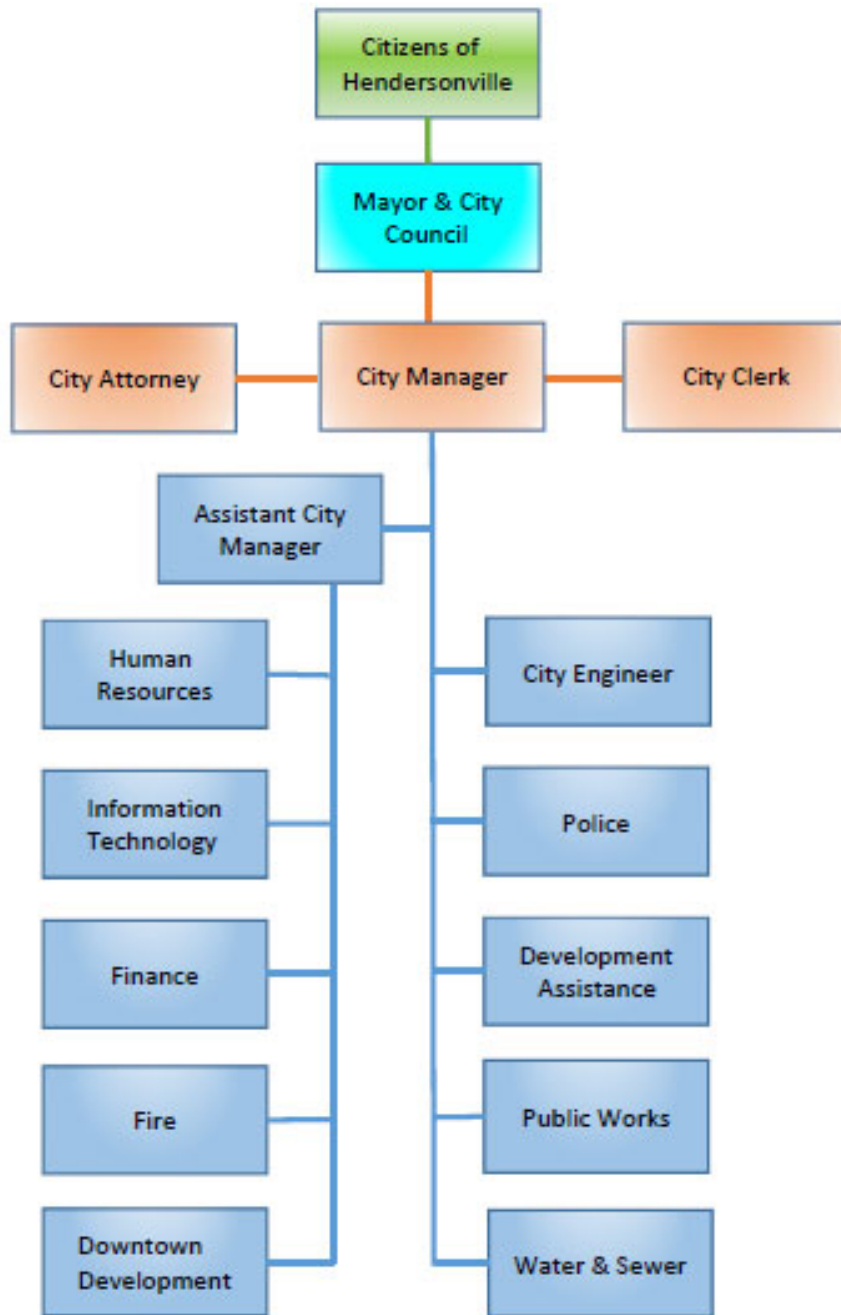 Citizens of
Hendersonville
Mayor & City
Council
City Attorney
City Manager
City Clerk
Assistant City
Manager
Human
Resources
City Engineer
Information
Technology
Police
Finance
Development
Assistance
Fire
Public Works
Downtown
Development
Water & Sewer